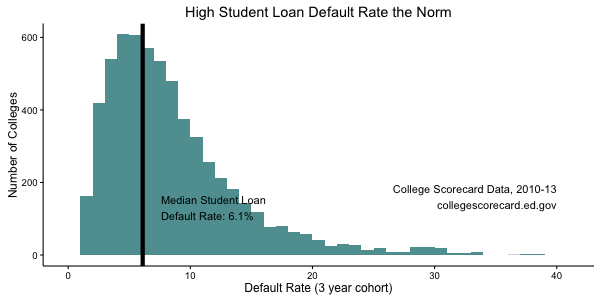 High Student Loan Default Rate the Norm
Number of Colleges
600
400
200
0
Median Student Loan
Default Rate: 6.1%
College Scorecard Data, 2010-13
collegescorecard.ed.gov
0 10 20 30 40
Default Rate (3 year cohort)